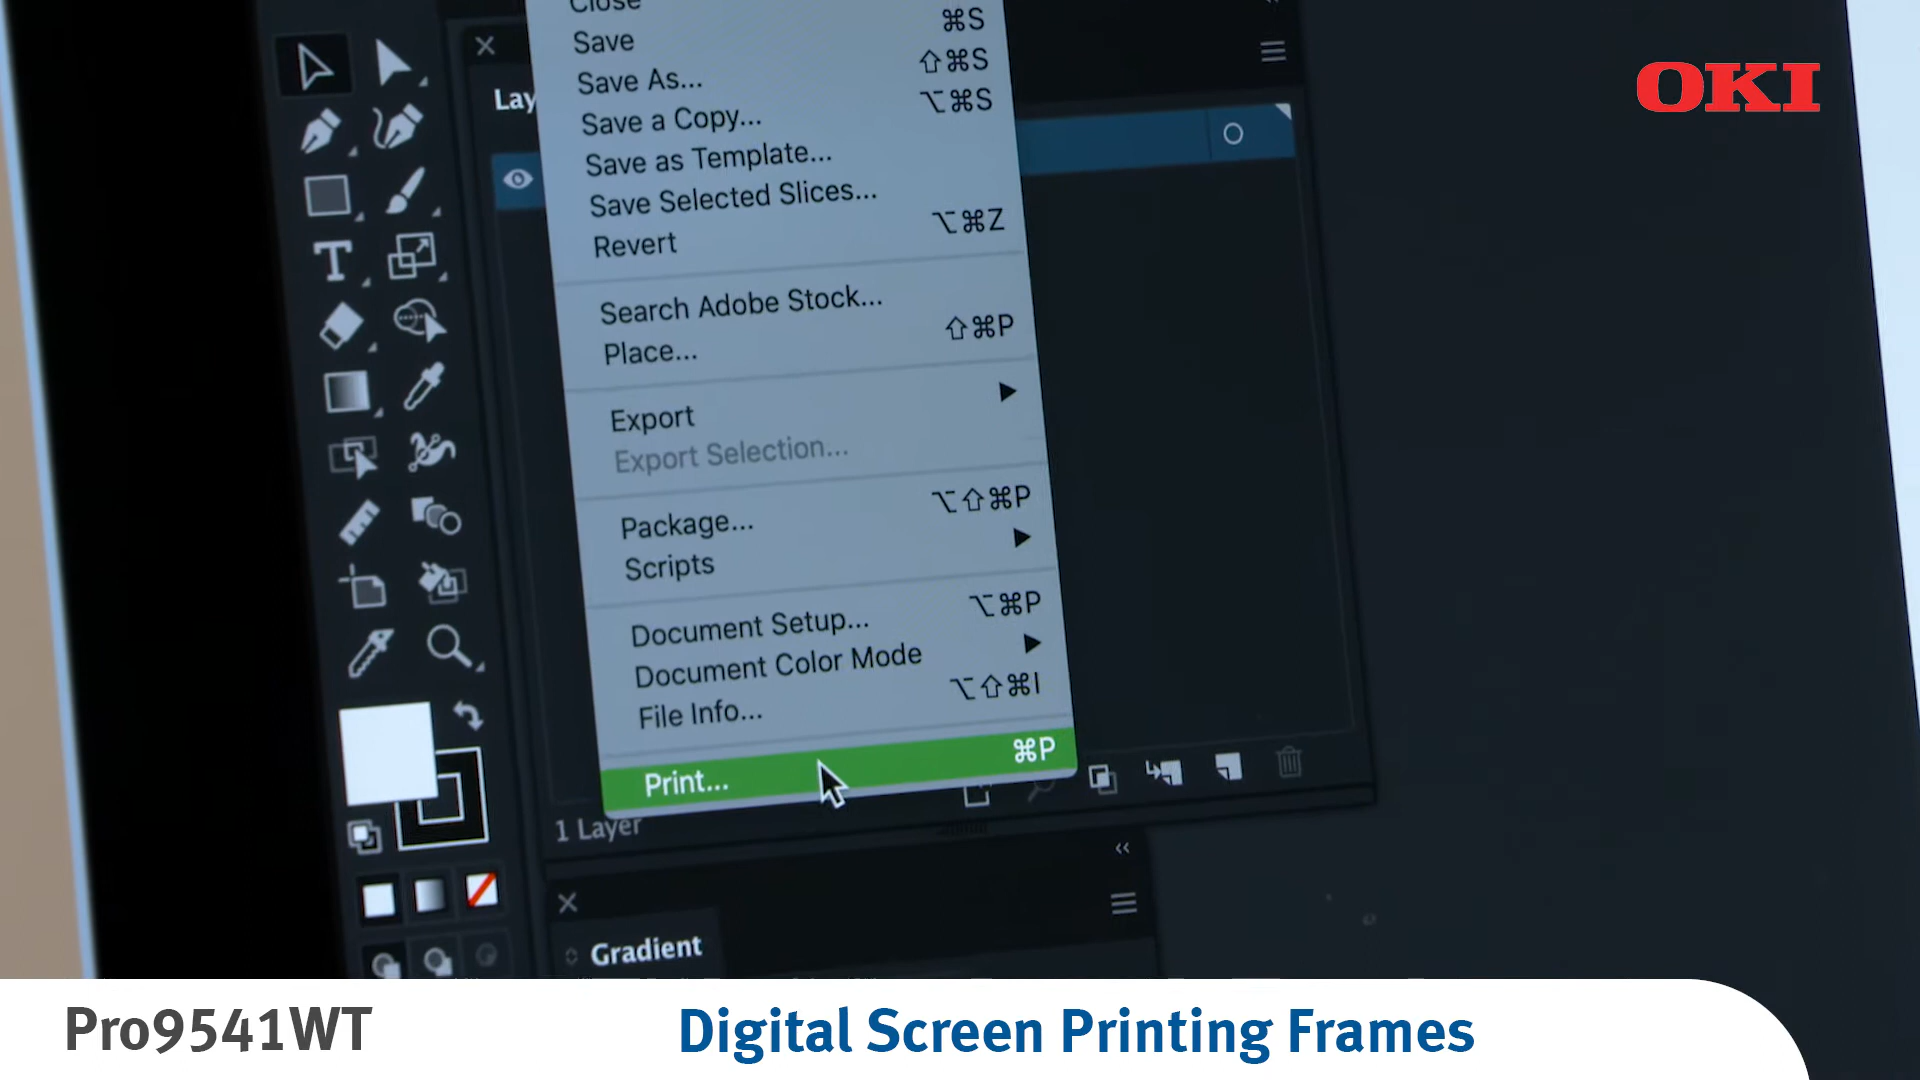 OKI
Close
Save ⌘S
Save As... ⇧⌘S
Save a Copy... ⌥⌘S
Save as Template...
Save Selected Slices...
Revert ⌥⌘Z
Search Adobe Stock...
Place... ⇧⌘P
Export
Export Selection...
Package... ⌥⇧⌘P
Scripts
Document Setup... ⌥⌘P
Document Color Mode
File Info... ⌥⇧⌘I
Print... ⌘P
Lay
1 Layer
Gradient
Pro9541WT
Digital Screen Printing Frames